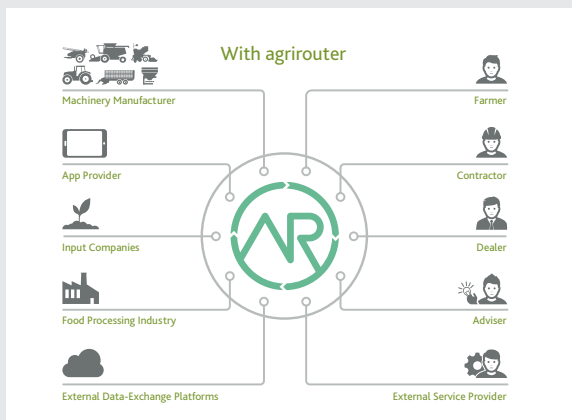 With agrirouter
Machinery Manufacturer
Farmer
App Provider
Contractor
Input Companies
AR
Dealer
Food Processing Industry
Adviser
External Data-Exchange Platforms
External Service Provider